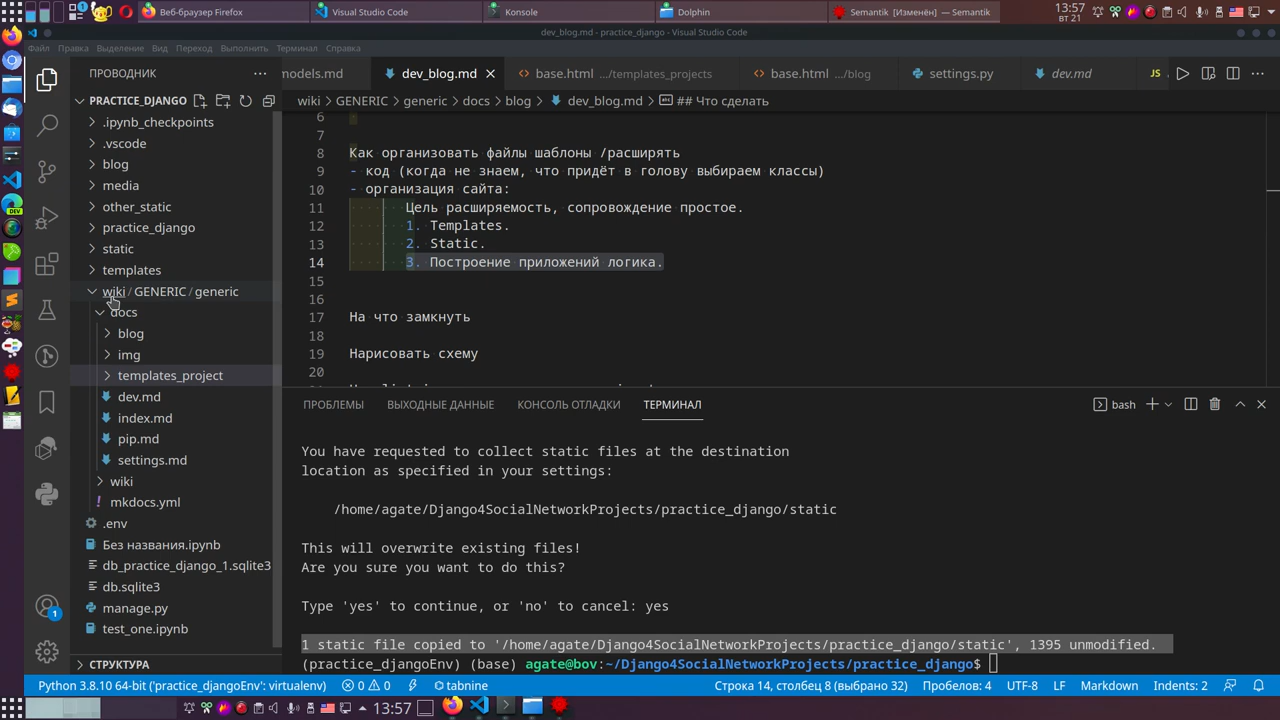 Веб-браузер Firefox
Visual Studio Code
Konsole
Dolphin
Semantik [Изменён] — Semantik
13:57
вт 21
dev_blog.md - practice_django - Visual Studio Code
Файл Правка Выделение Вид Переход Выполнить Терминал Справка
ПРОВОДНИК
models.md
dev_blog.md
base.html .../templates_projects
base.html .../blog
settings.py
dev.md
JS
PRACTICE_DJANGO
wiki > GENERIC > generic > docs > blog > dev_blog.md > ## Что сделать
.ipynb_checkpoints
.vscode
blog
media
other_static
practice_django
static
templates
wiki / GENERIC / generic
docs
blog
img
templates_project
dev.md
index.md
pip.md
settings.md
wiki
mkdocs.yml
.env
Без названия.ipynb
db_practice_django_1.sqlite3
db.sqlite3
manage.py
test_one.ipynb
СТРУКТУРА
6
7
8 Как организовать файлы шаблоны /расширять
9 - код (когда не знаем, что придёт в голову выбираем классы)
10 - организация сайта:
11 Цель расширяемость, сопровождение простое.
12 1. Templates.
13 2. Static.
14 3. Построение приложений логика.
15
16
17 На что замкнуть
18
19 Нарисовать схему
20
ПРОБЛЕМЫ ВЫХОДНЫЕ ДАННЫЕ КОНСОЛЬ ОТЛАДКИ ТЕРМИНАЛ
bash
You have requested to collect static files at the destination
location as specified in your settings:
/home/agate/Django4SocialNetworkProjects/practice_django/static
This will overwrite existing files!
Are you sure you want to do this?
Type 'yes' to continue, or 'no' to cancel: yes
1 static file copied to '/home/agate/Django4SocialNetworkProjects/practice_django/static', 1395 unmodified.
(practice_djangoEnv) (base) agate@bov:~/Django4SocialNetworkProjects/practice_django$
1
Python 3.8.10 64-bit ('practice_djangoEnv': virtualenv) 0 0 tabnine
Строка 14, столбец 8 (выбрано 32) Пробелов: 4 UTF-8 LF Markdown Indents: 2
13:57